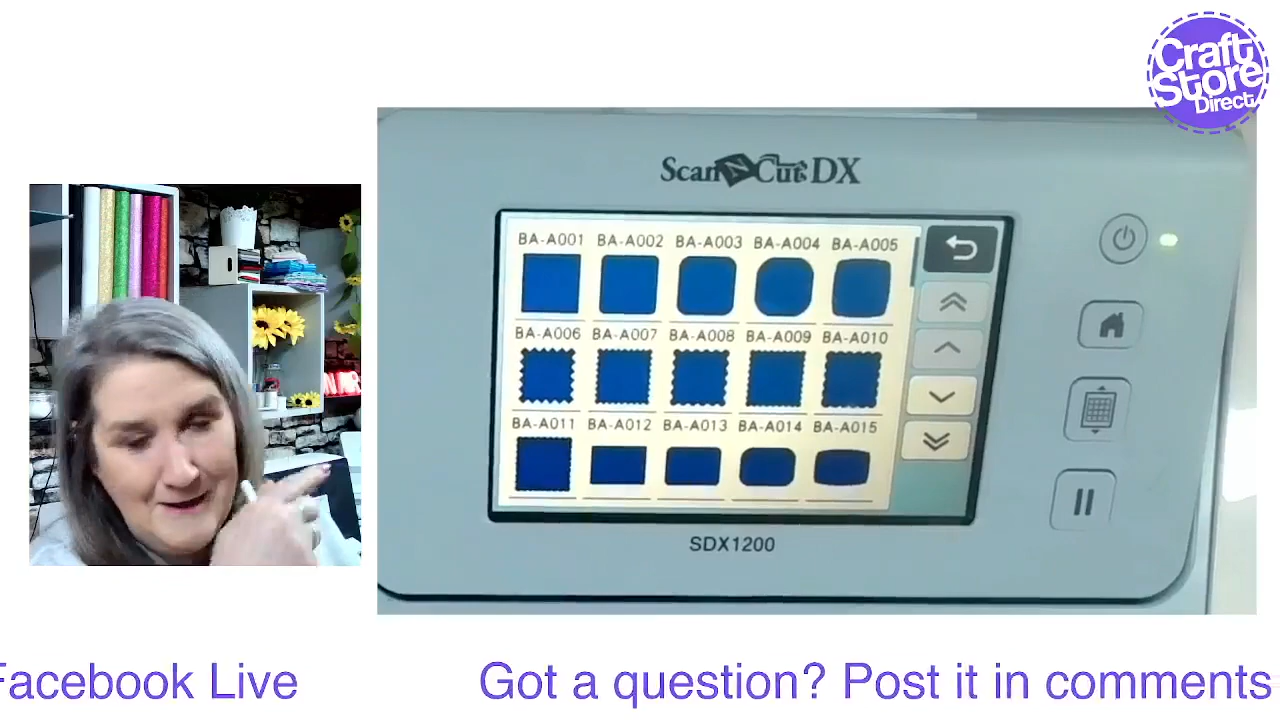 Craft
Store
Direct
ScanNCut DX
BA-A001 BA-A002 BA-A003 BA-A004 BA-A005
BA-A006 BA-A007 BA-A008 BA-A009 BA-A010
BA-A011 BA-A012 BA-A013 BA-A014 BA-A015
SDX1200
Facebook Live
Got a question? Post it in comments